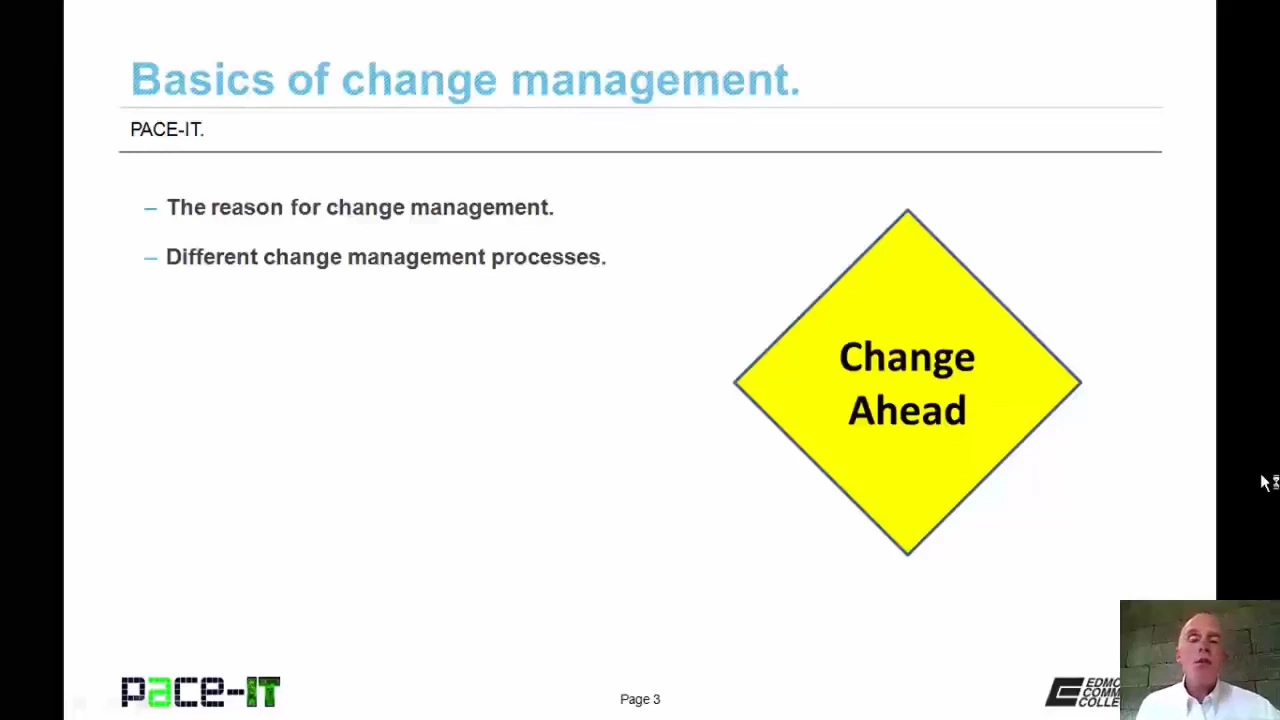 Basics of change management.
PACE-IT.
– The reason for change management.
– Different change management processes.
Change
Ahead
pace-IT
Page 3